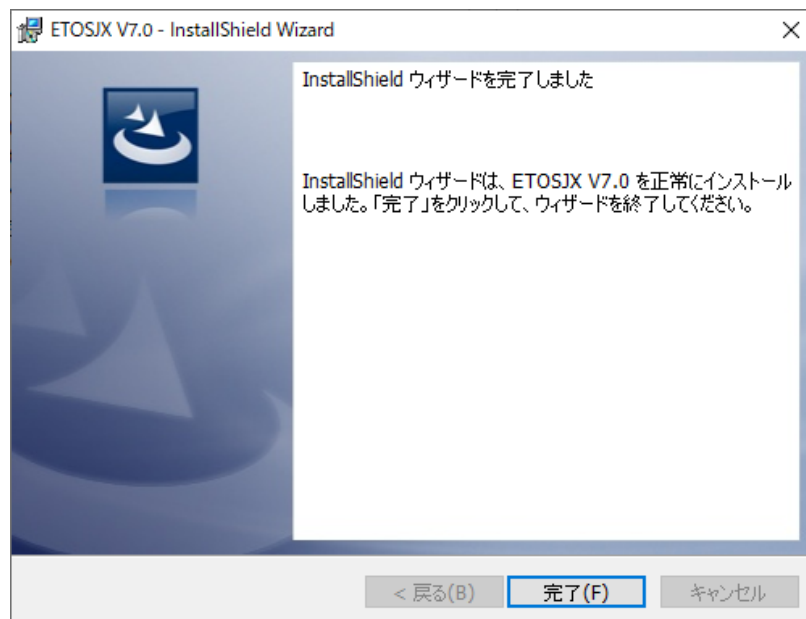 ETOSJX V7.0 - InstallShield Wizard
InstallShield ウィザードを完了しました
InstallShield ウィザードは、ETOSJX V7.0 を正常にインストール
しました。「完了」をクリックして、ウィザードを終了してください。
< 戻る(B)
完了(F)
キャンセル